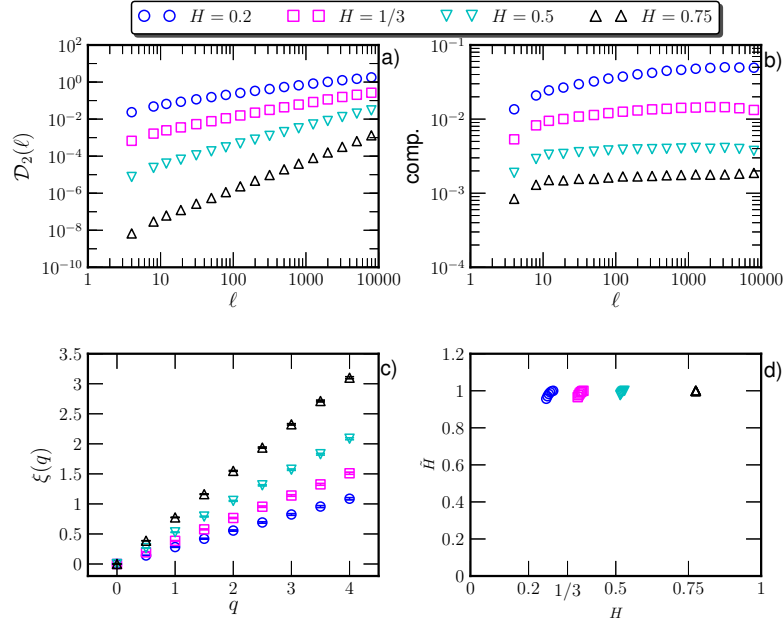 H = 0.2 H = 1/3 H = 0.5 H = 0.75
a)
10^2
10^0
10^−2
10^−4
10^−6
10^−8
10^−10
D_2(ℓ)
1 10 100 1000 10000
ℓ
b)
10^−1
10^−2
10^−3
10^−4
comp.
1 10 100 1000 10000
ℓ
c)
3.5
3
2.5
2
1.5
1
0.5
0
ξ(q)
0 1 2 3 4
q
d)
1.2
1
0.8
0.6
0.4
0.2
0
H̃
0 0.2 1/3 0.5 0.75 1
H